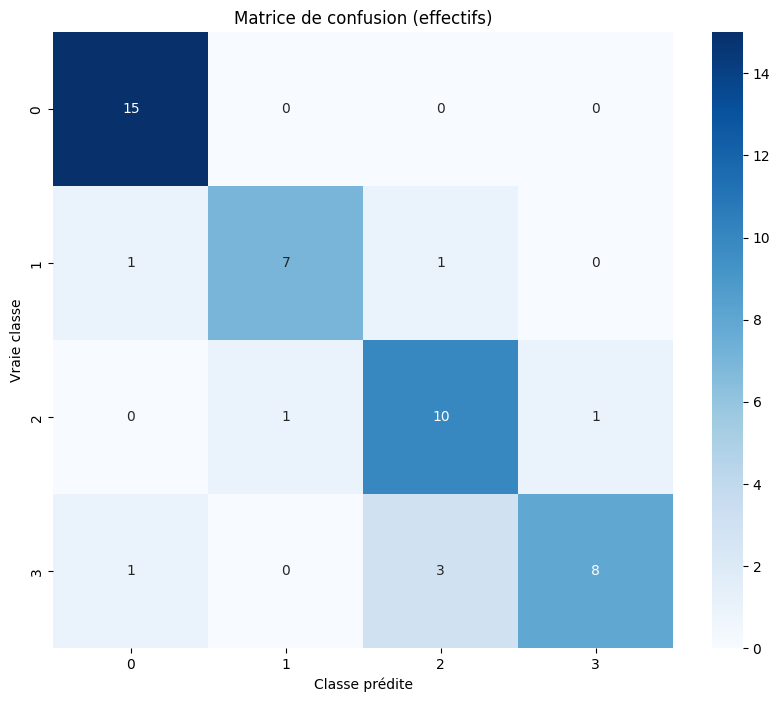 Matrice de confusion (effectifs)
Vraie classe
0
15 0 0 0
1
1 7 1 0
2
0 1 10 1
3
1 0 3 8
0 1 2 3
Classe prédite
14
12
10
8
6
4
2
0